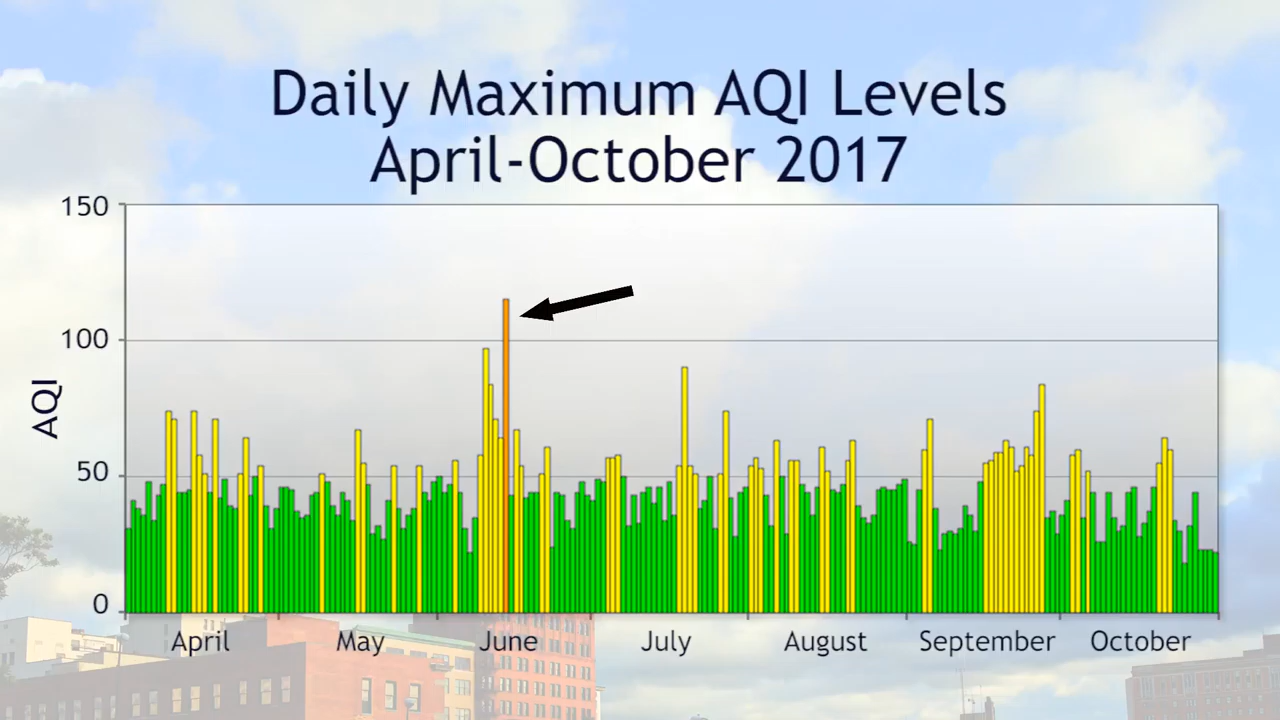 Daily Maximum AQI Levels
April-October 2017
150
100
50
0
AQI
April May June July August September October